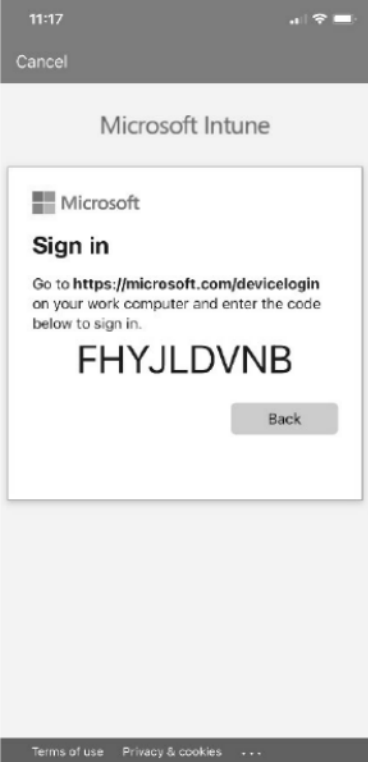 11:17
Cancel
Microsoft Intune
Microsoft
Sign in
Go to https://microsoft.com/devicelogin
on your work computer and enter the code
below to sign in.
FHYJLDVNB
Back
Terms of use Privacy & cookies ...